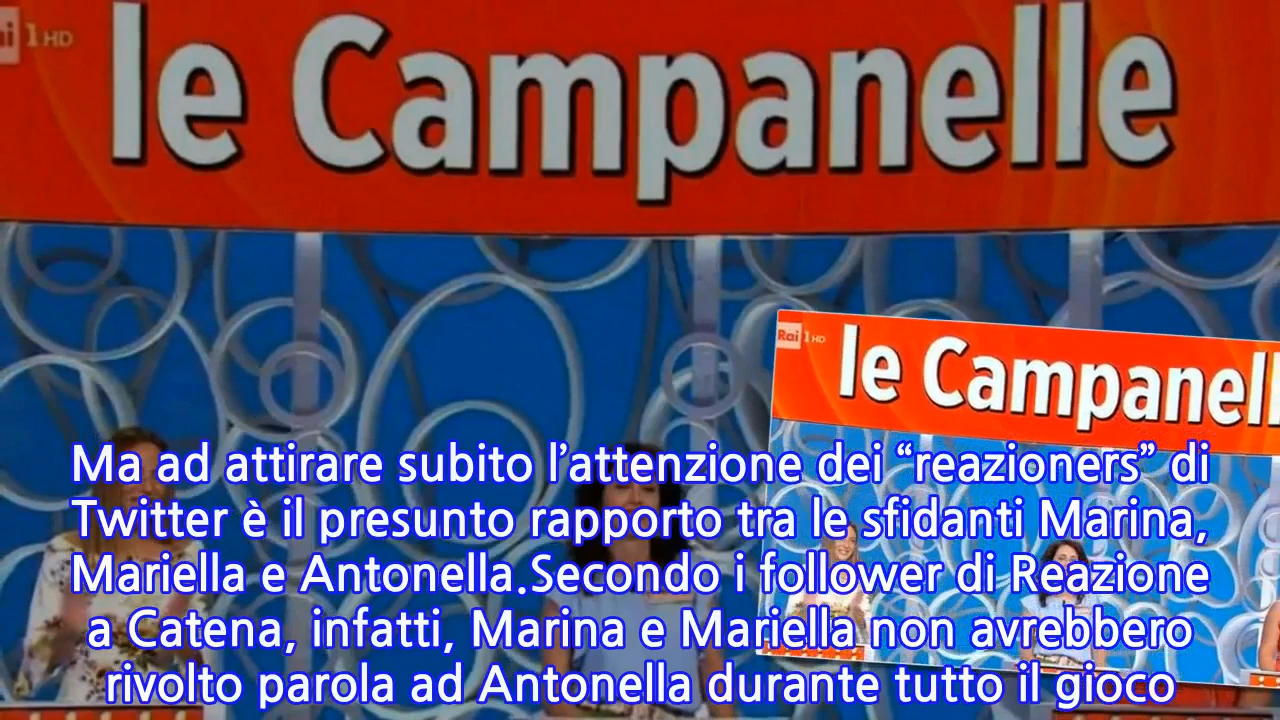 Rai 1 HD
le Campanelle
Rai 1 HD
le Campanell
Ma ad attirare subito l’attenzione dei “reazioners” di
Twitter è il presunto rapporto tra le sfidanti Marina,
Mariella e Antonella.Secondo i follower di Reazione
a Catena, infatti, Marina e Mariella non avrebbero
rivolto parola ad Antonella durante tutto il gioco